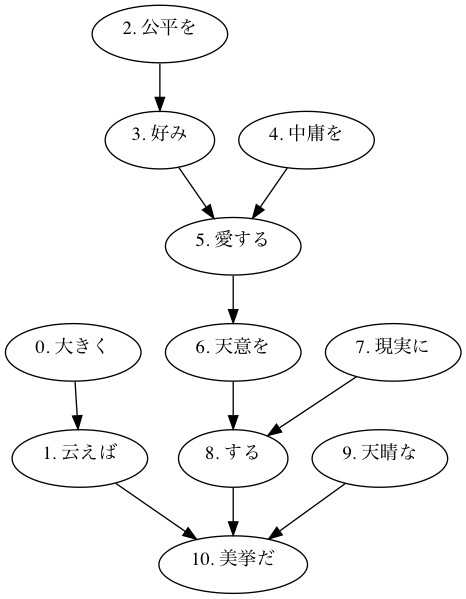 2. 公平を
3. 好み
4. 中庸を
5. 愛する
0. 大きく
6. 天意を
7. 現実に
1. 云えば
8. する
9. 天晴な
10. 美挙だ